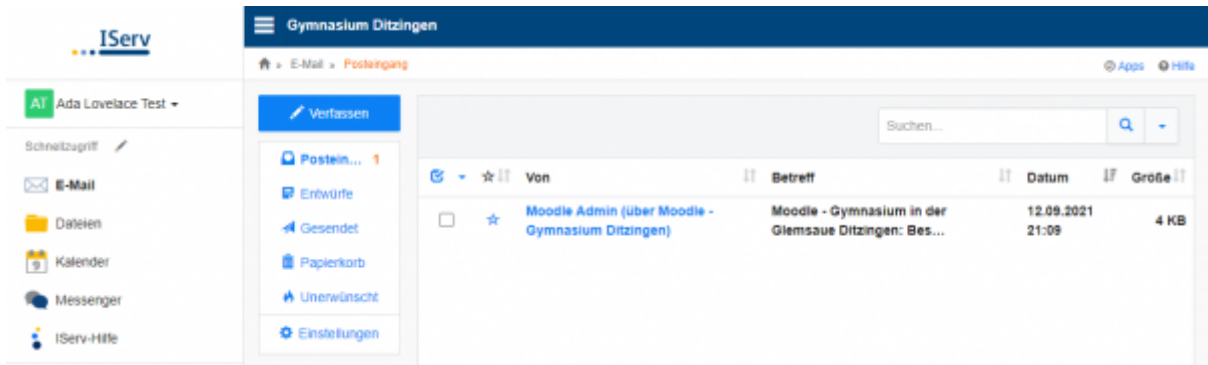 IServ
Gymnasium Ditzingen
» E-Mail » Posteingang
Apps Hilfe
AT Ada Lovelace Test
Schnellzugriff
E-Mail
Dateien
9 Kalender
Messenger
IServ-Hilfe
Verfassen
Postein... 1
Entwürfe
Gesendet
Papierkorb
Unerwünscht
Einstellungen
Suchen...
Von Betreff Datum Größe
Moodle Admin (über Moodle -
Gymnasium Ditzingen)
Moodle - Gymnasium in der
Glemsaue Ditzingen: Bes...
12.09.2021
21:09
4 KB